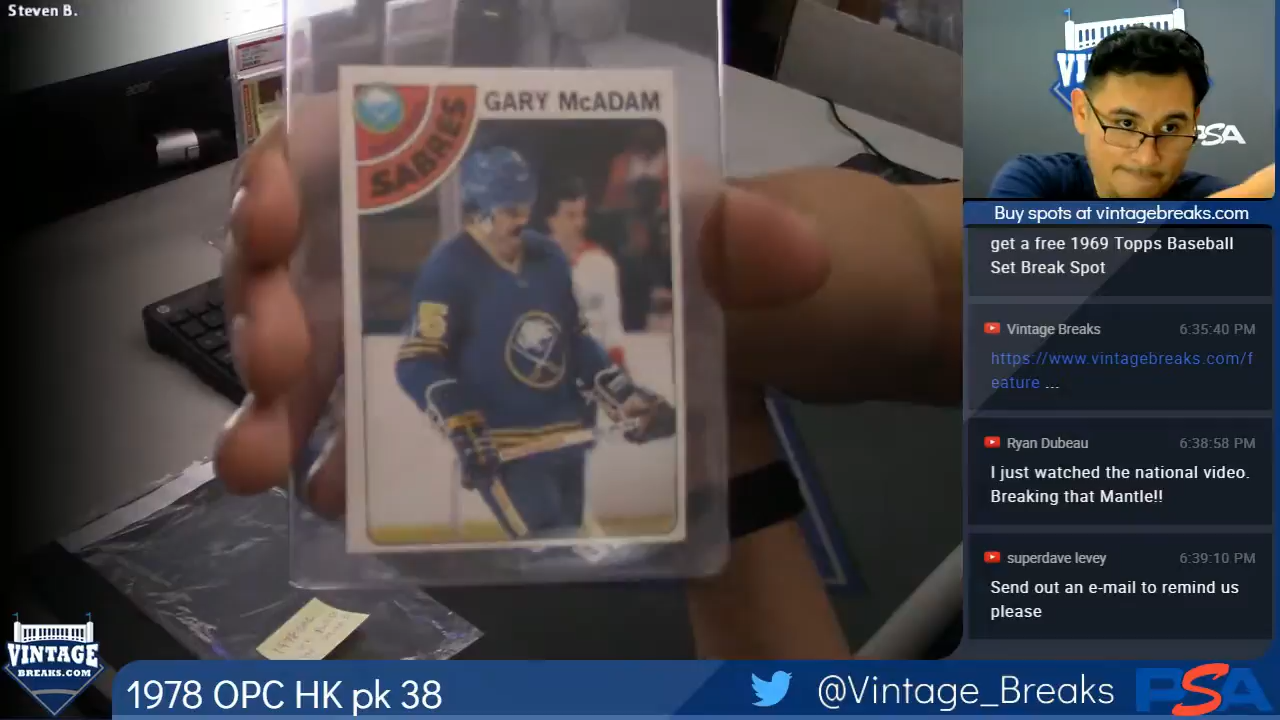 Steven B.
acer
GARY McADAM
SABRES
5
PSA
Buy spots at vintagebreaks.com
get a free 1969 Topps Baseball
Set Break Spot
Vintage Breaks 6:35:40 PM
https://www.vintagebreaks.com/f
eature ...
Ryan Dubeau 6:38:58 PM
I just watched the national video.
Breaking that Mantle!!
superdave levey 6:39:10 PM
Send out an e-mail to remind us
please
VINTAGE
BREAKS.COM
1978 OPC HK pk 38
@Vintage_Breaks
PSA